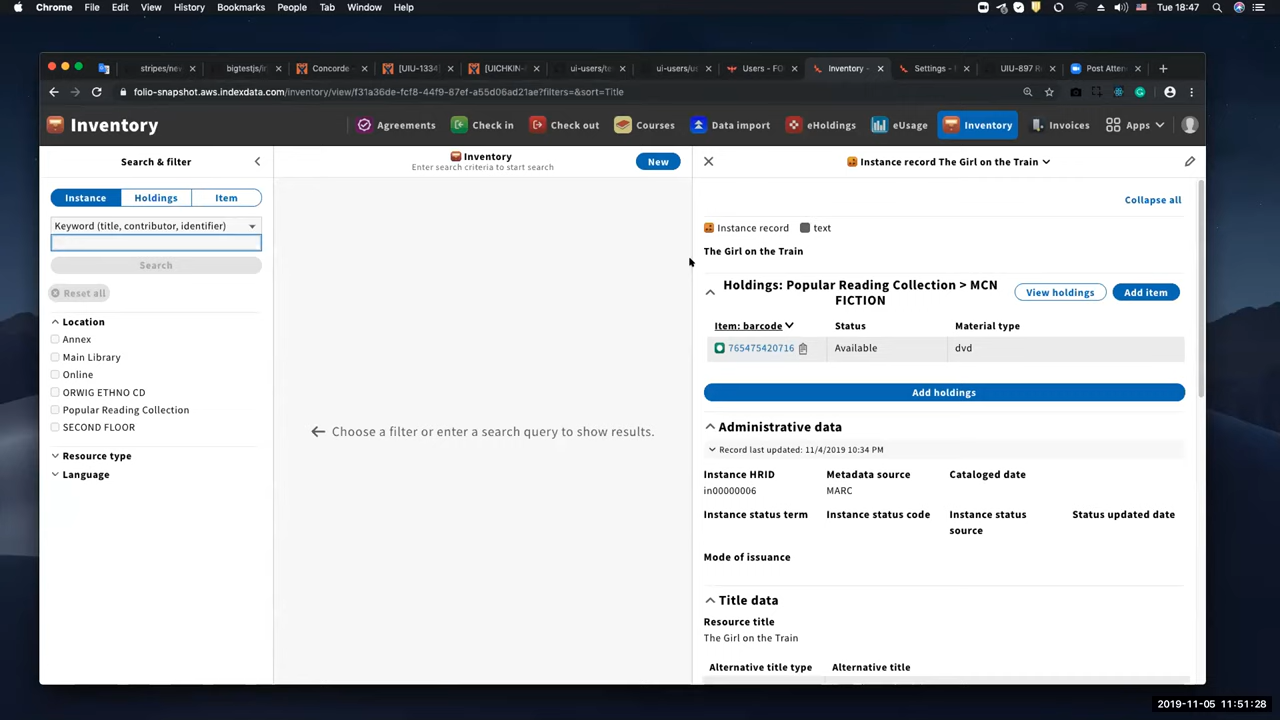 Chrome File Edit View History Bookmarks People Tab Window Help Tue 18:47
stripes/ne bigtestjs/i Concorde - [UIU-1334] [UICHKIN- ui-users/te ui-users/u Users - FO Inventory - Settings - UIU-897 R Post Atten
folio-snapshot.aws.indexdata.com/inventory/view/f31a36de-fcf8-44f9-87ef-a55d06ad21ae?filters=&sort=Title
Inventory Agreements Check in Check out Courses Data import eHoldings eUsage Inventory Invoices Apps
Search & filter
Inventory
Enter search criteria to start search
New
Instance record The Girl on the Train
Collapse all
Instance Holdings Item
Keyword (title, contributor, identifier)
Search
Reset all
Location
Annex
Main Library
Online
ORWIG ETHNO CD
Popular Reading Collection
SECOND FLOOR
Resource type
Language
Choose a filter or enter a search query to show results.
Instance record text
The Girl on the Train
Holdings: Popular Reading Collection > MCN
FICTION
View holdings Add item
Item: barcode Status Material type
765475420716 Available dvd
Add holdings
Administrative data
Record last updated: 11/4/2019 10:34 PM
Instance HRID Metadata source Cataloged date
in00000006 MARC
Instance status term Instance status code Instance status Status updated date
source
Mode of issuance
Title data
Resource title
The Girl on the Train
Alternative title type Alternative title
2019-11-05 11:51:28